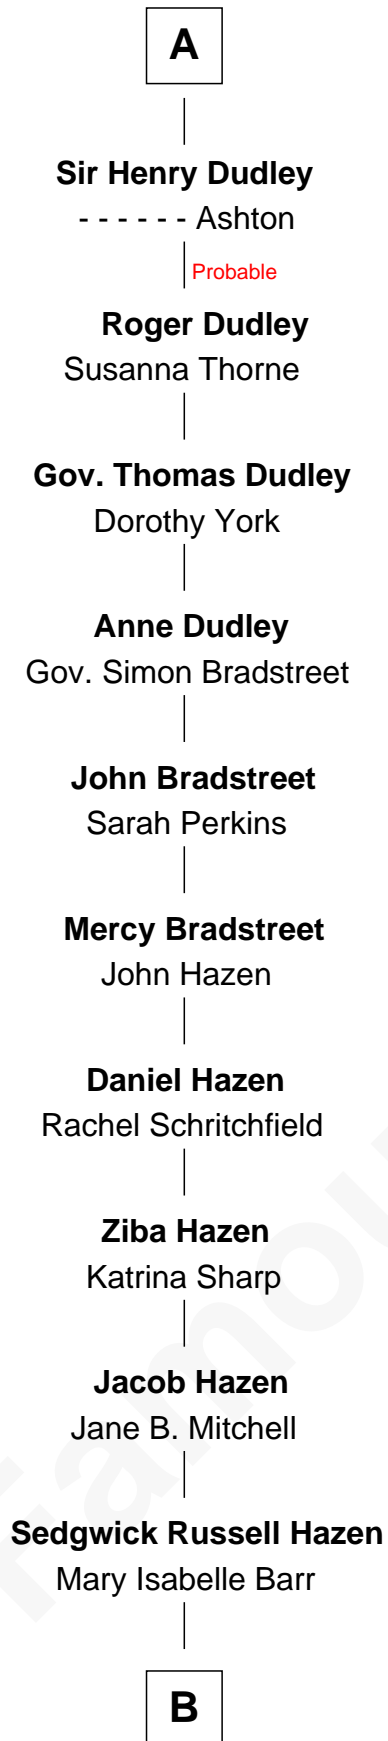 A
Sir Henry Dudley
- - - - - - Ashton
Probable
Roger Dudley
Susanna Thorne
Gov. Thomas Dudley
Dorothy York
Anne Dudley
Gov. Simon Bradstreet
John Bradstreet
Sarah Perkins
Mercy Bradstreet
John Hazen
Daniel Hazen
Rachel Schritchfield
Ziba Hazen
Katrina Sharp
Jacob Hazen
Jane B. Mitchell
Sedgwick Russell Hazen
Mary Isabelle Barr
B
Famou